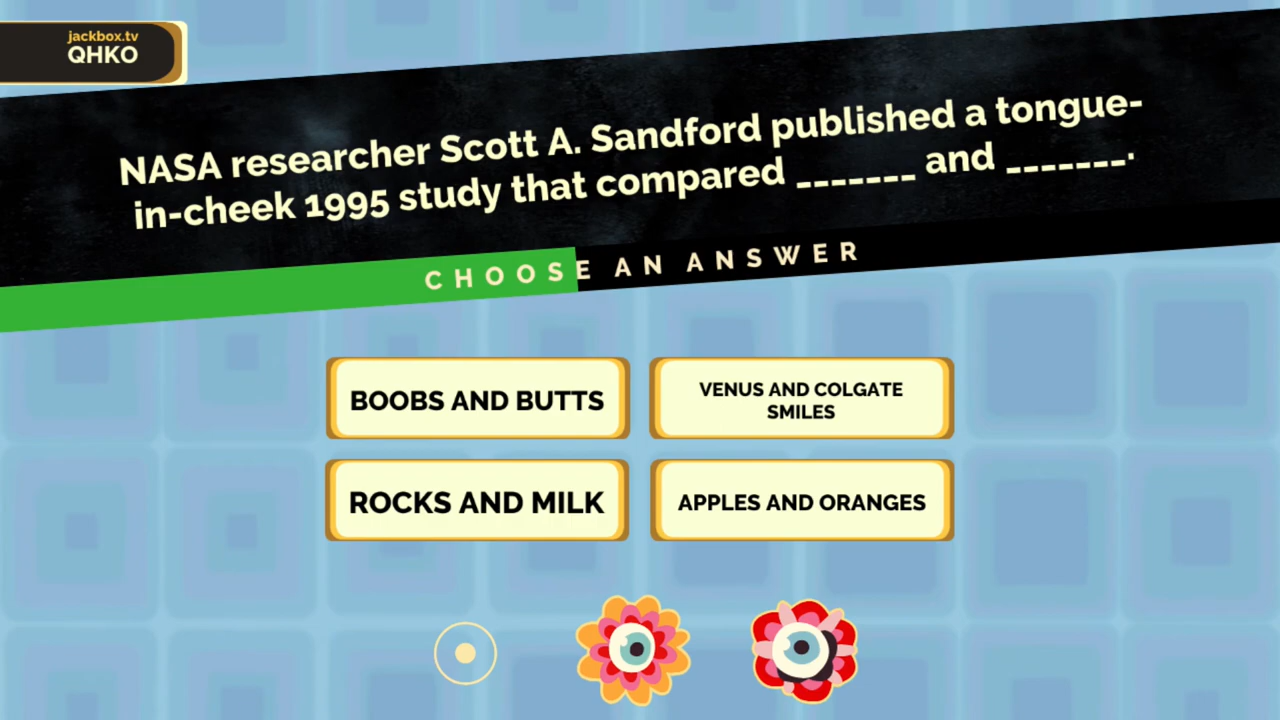 jackbox.tv
QHKO
NASA researcher Scott A. Sandford published a tongue-
in-cheek 1995 study that compared _______ and _______.
CHOOSE AN ANSWER
BOOBS AND BUTTS
VENUS AND COLGATE
SMILES
ROCKS AND MILK
APPLES AND ORANGES